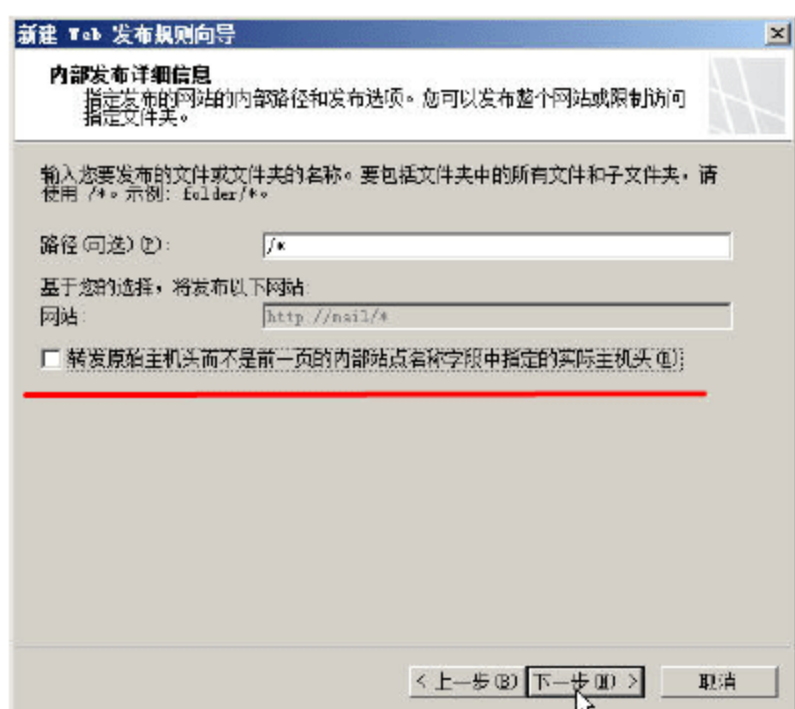 新建 Web 发布规则向导
内部发布详细信息
指定发布的网站的内部路径和发布选项。您可以发布整个网站或限制访问
指定文件夹。
输入您要发布的文件或文件夹的名称。要包括文件夹中的所有文件和子文件夹，请
使用 /*。示例: folder/*。
路径(可选)(P): /*
基于您的选择，将发布以下网站:
网站: http://mail/*
转发原始主机头而不是前一页的内部站点名称字段中指定的实际主机头(R)
< 上一步(B) 下一步(N) > 取消